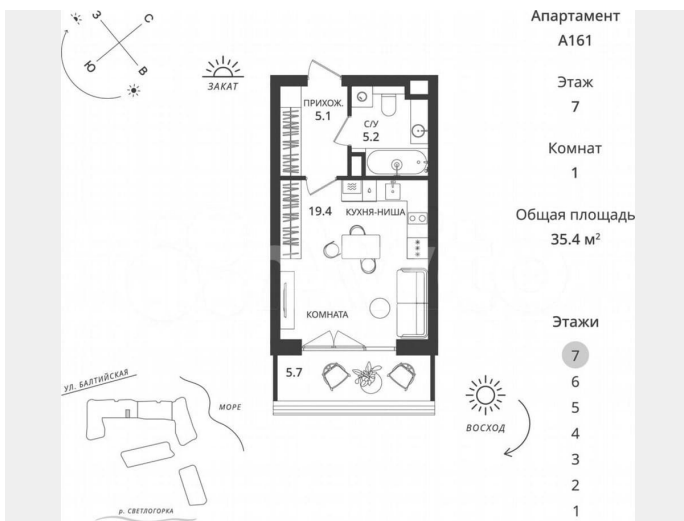 З
С
Ю
В
ЗАКАТ
ПРИХОЖ.
5.1
С/У
5.2
19.4
КУХНЯ-НИША
КОМНАТА
5.7
ВОСХОД
УЛ. БАЛТИЙСКАЯ
МОРЕ
р. СВЕТЛОГОРКА
Апартамент
А161
Этаж
7
Комнат
1
Общая площадь
35.4 м²
Этажи
7
6
5
4
3
2
1